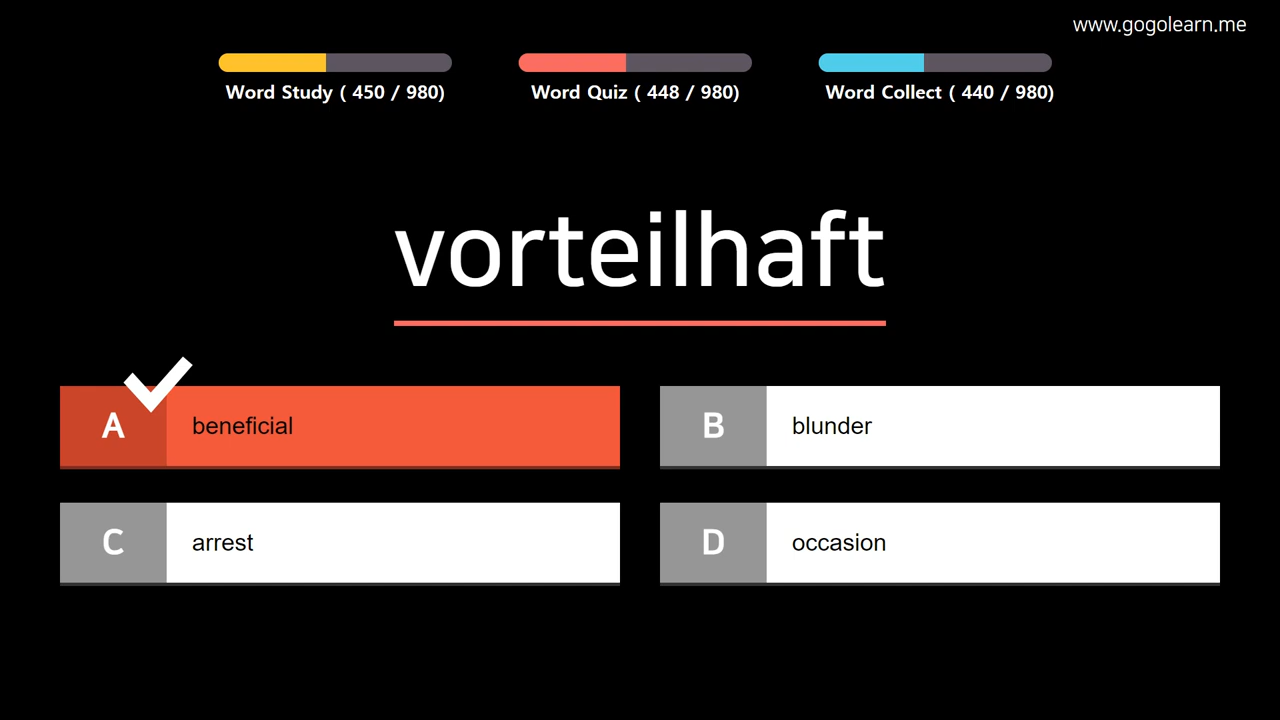 www.gogolearn.me
Word Study ( 450 / 980)
Word Quiz ( 448 / 980)
Word Collect ( 440 / 980)
vorteilhaft
A beneficial
B blunder
C arrest
D occasion